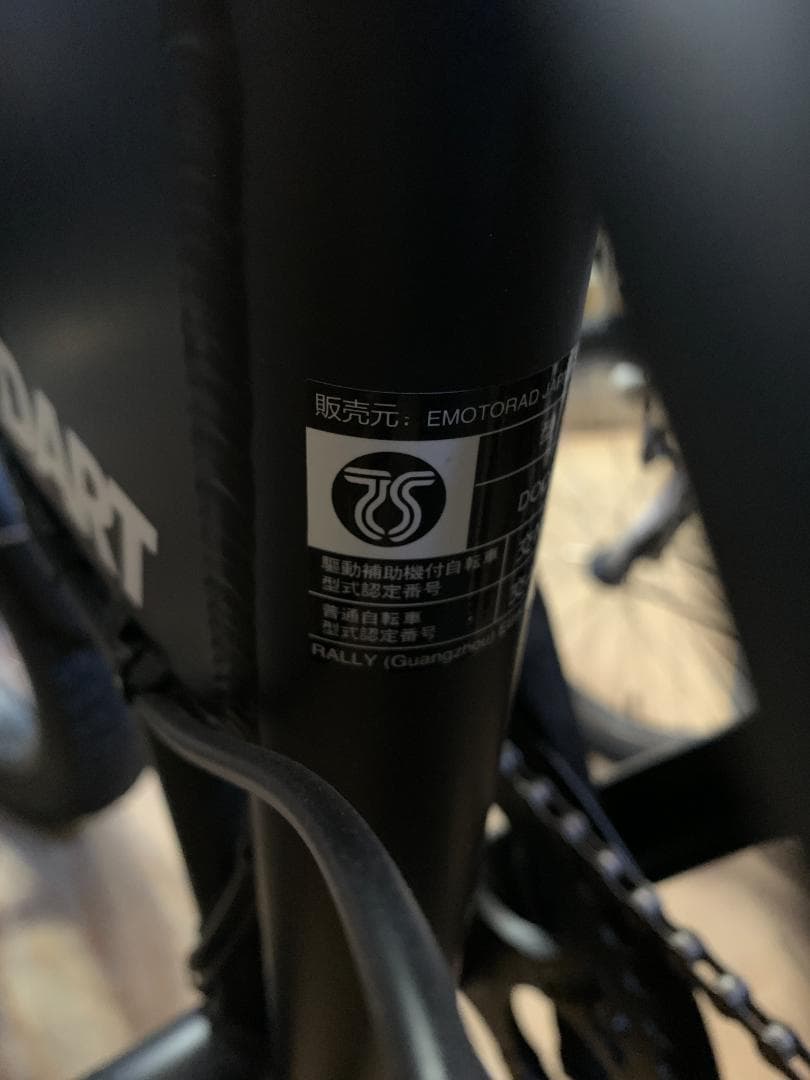 DART
販売元: EMOTORAD
TS
駆動補助機付自転車
型式認定番号
普通自転車
型式認定番号
RALLY (Guangzhou)